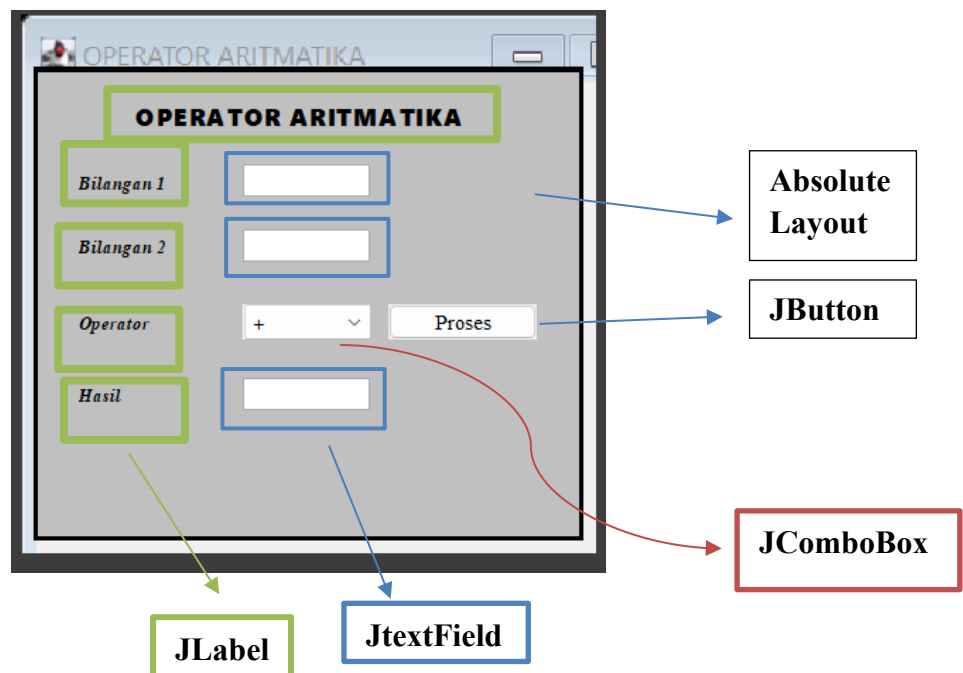 OPERATOR ARITMATIKA
OPERATOR ARITMATIKA
Bilangan 1
Bilangan 2
Operator
+
Proses
Hasil
Absolute
Layout
JButton
JComboBox
JtextField
JLabel